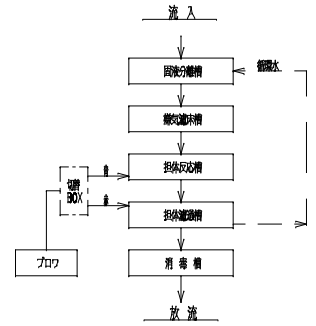 流 入
固液分離槽
循環水
嫌気濾床槽
担体反応槽
切替
BOX
担体濾過槽
ブロワ
消 毒 槽
放 流